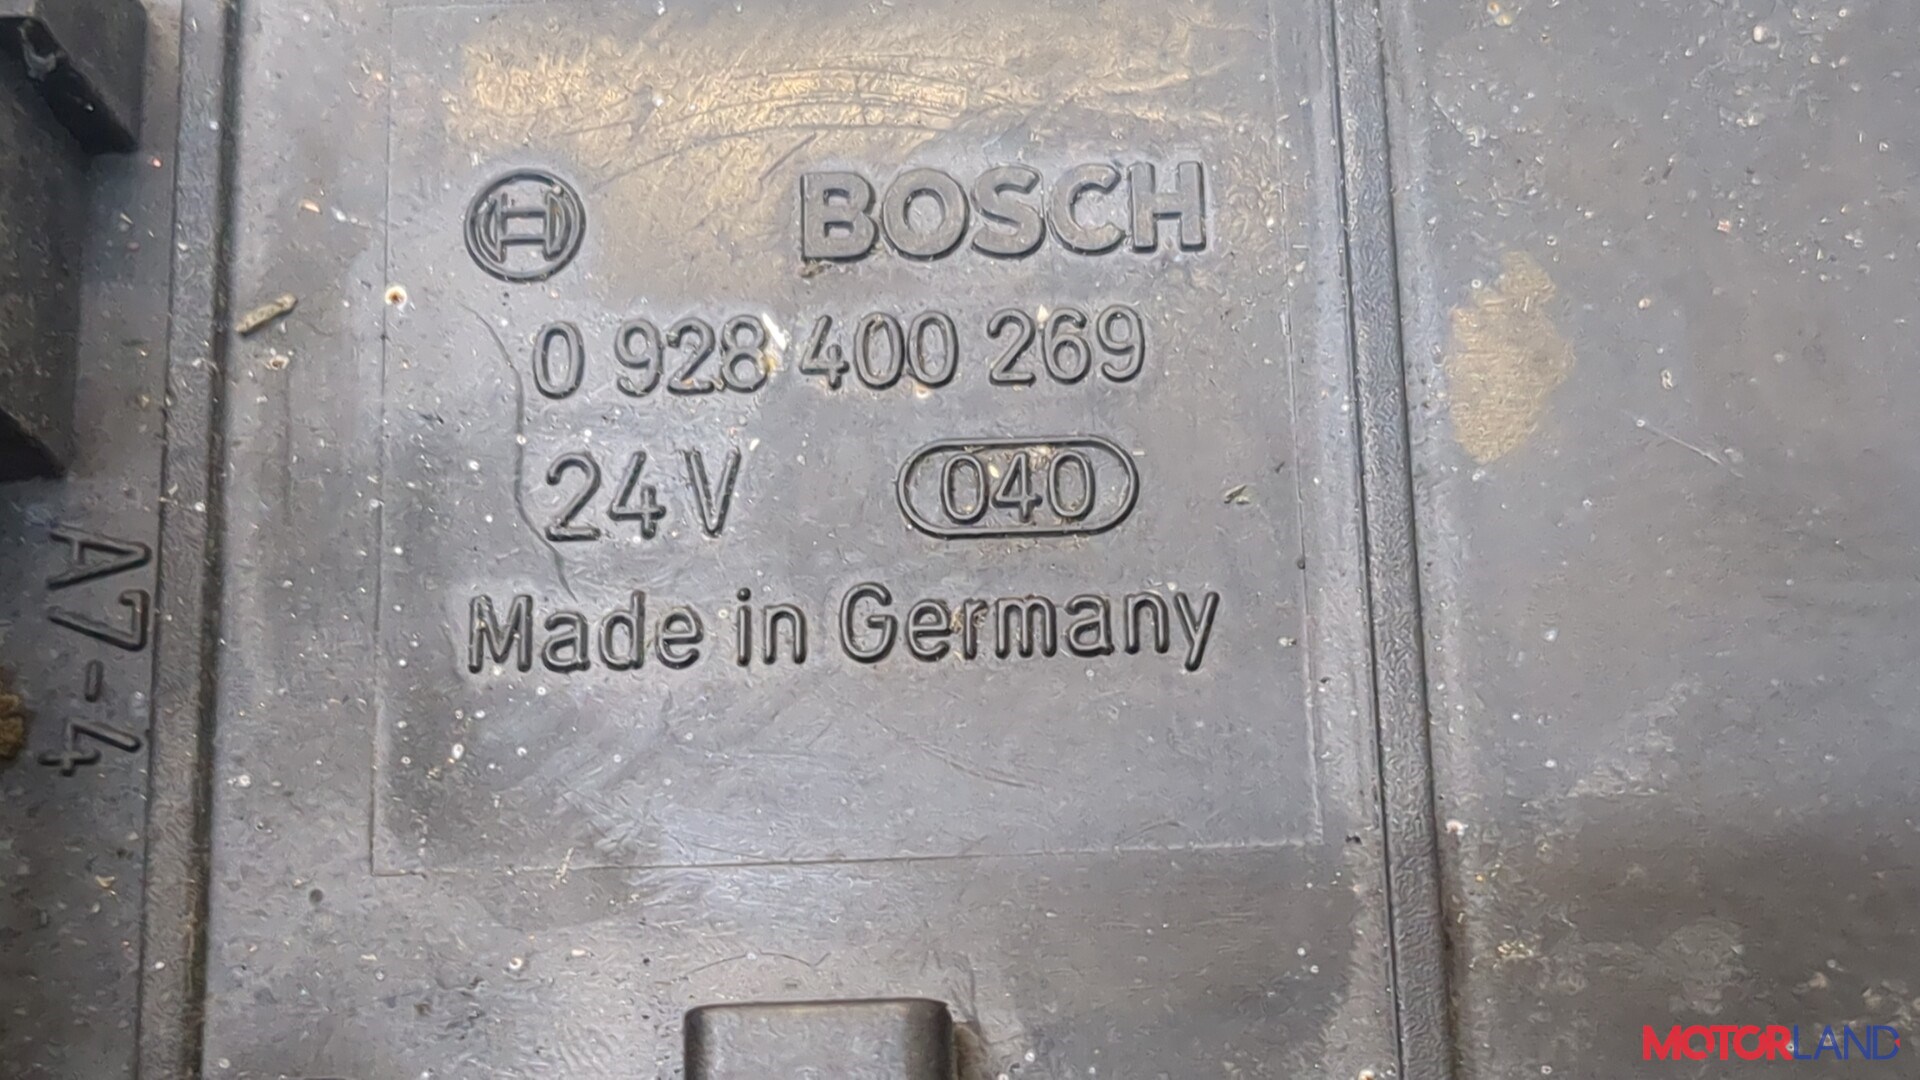 BOSCH
0 928 400 269
24 V 040
Made in Germany
A7-4
MOTORLAND